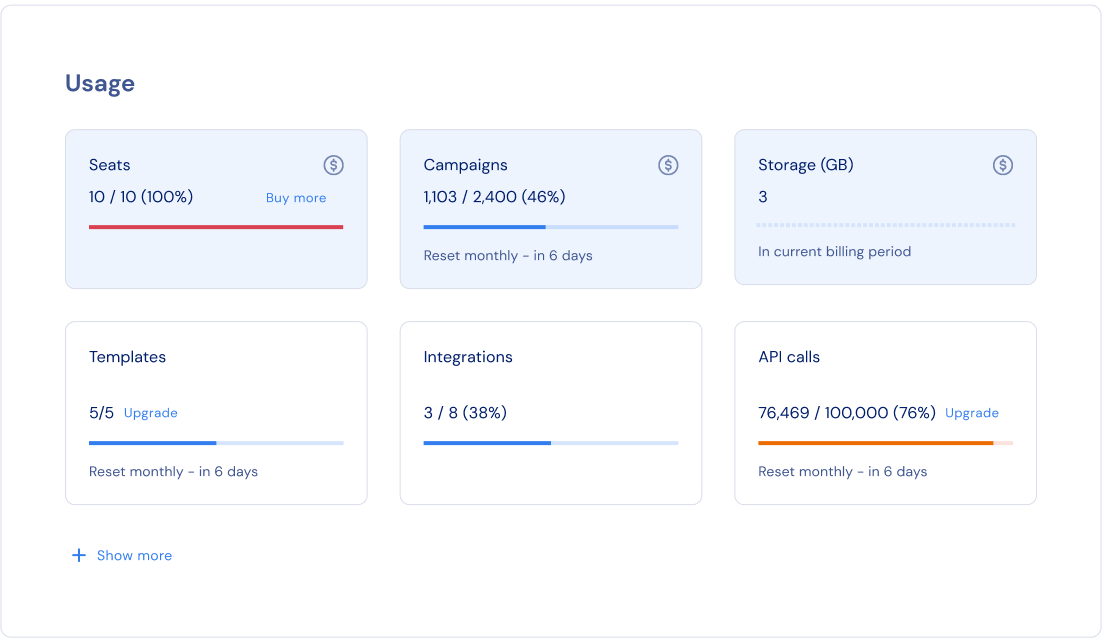 Usage
Seats
10 / 10 (100%) Buy more
Campaigns
1,103 / 2,400 (46%)
Reset monthly - in 6 days
Storage (GB)
3
In current billing period
Templates
5/5 Upgrade
Reset monthly - in 6 days
Integrations
3 / 8 (38%)
API calls
76,469 / 100,000 (76%) Upgrade
Reset monthly - in 6 days
+ Show more